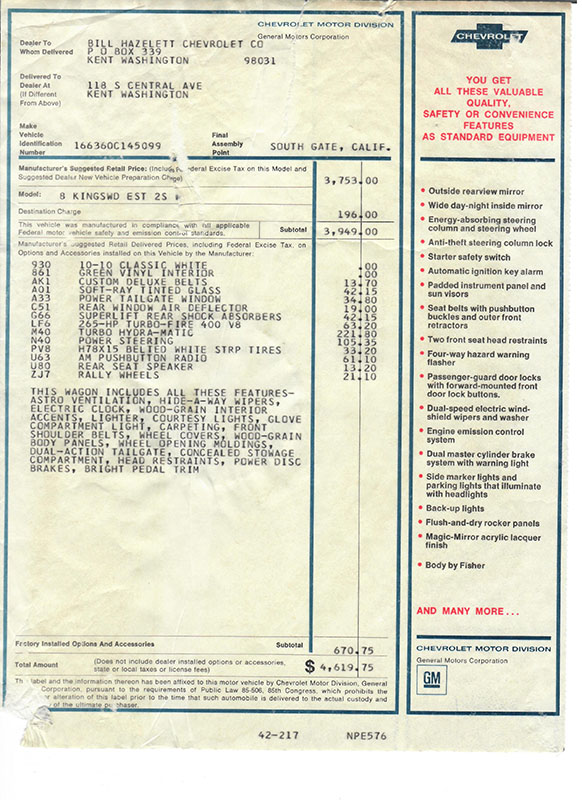 CHEVROLET MOTOR DIVISION
General Motors Corporation
Dealer To
Whom Delivered
BILL HAZELETT CHEVROLET CO
P O BOX 339
KENT WASHINGTON 98031
Delivered To
Dealer At
(If Different
From Above)
118 S CENTRAL AVE
KENT WASHINGTON
Make
Vehicle
Identification
Number
166360C145099
Final
Assembly
Point
SOUTH GATE, CALIF.
Manufacturer's Suggested Retail Price: (Includes Federal Excise Tax on this Model and
Suggested Dealer New Vehicle Preparation Charge)
3,753.00
Model: 8 KINGSWD EST 2S
Destination Charge 196.00
This vehicle was manufactured in compliance with all applicable
Federal motor vehicle safety and emission control standards.
Subtotal 3,949.00
Manufacturer's Suggested Retail Delivered Prices, including Federal Excise Tax, on
Options and Accessories installed on this Vehicle by the Manufacturer:
930 10-10 CLASSIC WHITE .00
861 GREEN VINYL INTERIOR .00
AK1 CUSTOM DELUXE BELTS 13.70
A01 SOFT-RAY TINTED GLASS 42.15
A33 POWER TAILGATE WINDOW 34.80
C51 REAR WINDOW AIR DEFLECTOR 19.00
G66 SUPERLIFT REAR SHOCK ABSORBERS 42.15
LF6 265-HP TURBO-FIRE 400 V8 63.20
M40 TURBO HYDRA-MATIC 221.80
N40 POWER STEERING 105.35
PV8 H78X15 BELTED WHITE STRP TIRES 33.20
U63 AM PUSHBUTTON RADIO 61.10
U80 REAR SEAT SPEAKER 13.20
ZJ7 RALLY WHEELS 21.10
THIS WAGON INCLUDES ALL THESE FEATURES-
ASTRO VENTILATION, HIDE-A-WAY WIPERS,
ELECTRIC CLOCK, WOOD-GRAIN INTERIOR
ACCENTS, LIGHTER, COURTESY LIGHTS, GLOVE
COMPARTMENT LIGHT, CARPETING, FRONT
SHOULDER BELTS, WHEEL COVERS, WOOD-GRAIN
BODY PANELS, WHEEL OPENING MOLDINGS,
DUAL-ACTION TAILGATE, CONCEALED STOWAGE
COMPARTMENT, HEAD RESTRAINTS, POWER DISC
BRAKES, BRIGHT PEDAL TRIM
Factory Installed Options And Accessories Subtotal 670.75
Total Amount (Does not include dealer installed options or accessories,
state or local taxes or license fees)
$ 4,619.75
This label and the information thereon has been affixed to this motor vehicle by Chevrolet Motor Division, General
Corporation, pursuant to the requirements of Public Law 85-506, 85th Congress, which prohibits the
or alteration of this label prior to the time that such automobile is delivered to the actual custody and
of the ultimate purchaser.
42-217 NPE576
CHEVROLET
YOU GET
ALL THESE VALUABLE
QUALITY,
SAFETY OR CONVENIENCE
FEATURES
AS STANDARD EQUIPMENT
• Outside rearview mirror
• Wide day-night inside mirror
• Energy-absorbing steering
column and steering wheel
• Anti-theft steering column lock
• Starter safety switch
• Automatic ignition key alarm
• Padded instrument panel and
sun visors
• Seat belts with pushbutton
buckles and outer front
retractors
• Two front seat head restraints
• Four-way hazard warning
flasher
• Passenger-guard door locks
with forward-mounted front
door lock buttons.
• Dual-speed electric wind-
shield wipers and washer
• Engine emission control
system
• Dual master cylinder brake
system with warning light
• Side marker lights and
parking lights that illuminate
with headlights
• Back-up lights
• Flush-and-dry rocker panels
• Magic-Mirror acrylic lacquer
finish
• Body by Fisher
AND MANY MORE...
CHEVROLET MOTOR DIVISION
General Motors Corporation
GM